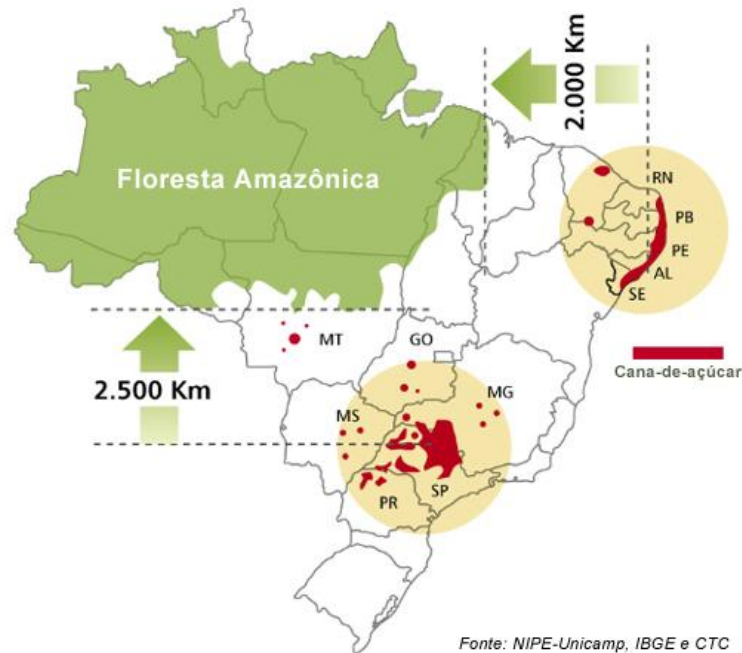 2.000 Km
Floresta Amazônica
RN
PB
PE
AL
SE
MT
GO
2.500 Km
MS
MG
Cana-de-açúcar
SP
PR
Fonte: NIPE-Unicamp, IBGE e CTC